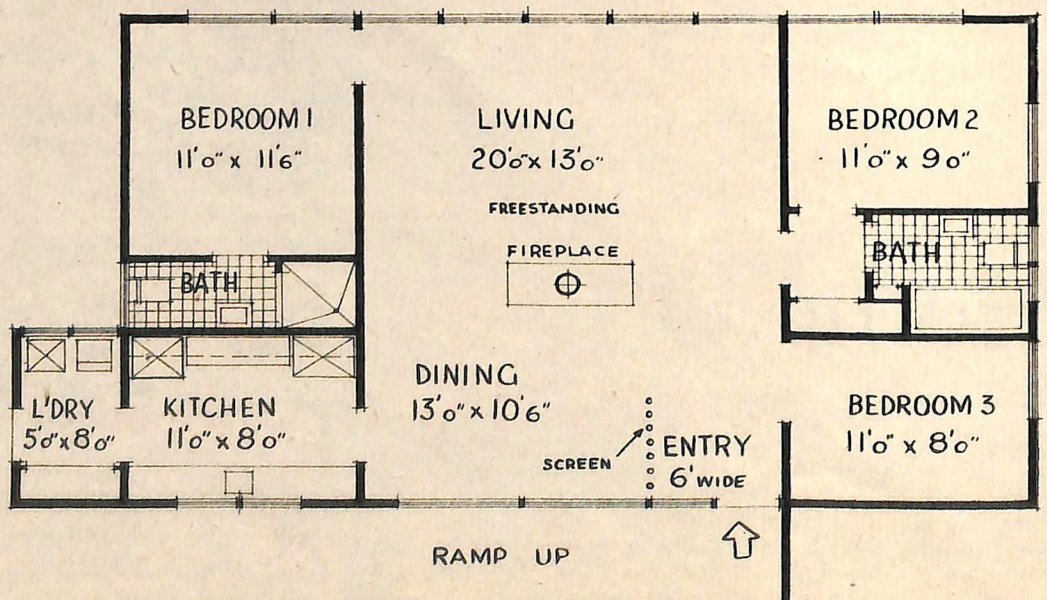 BEDROOM 1
11'0" x 11'6"
LIVING
20'0" x 13'0"
BEDROOM 2
11'0" x 9'0"
FREESTANDING
FIREPLACE
BATH
BATH
DINING
13'0" x 10'6"
L'DRY
5'0" x 8'0"
KITCHEN
11'0" x 8'0"
BEDROOM 3
11'0" x 8'0"
SCREEN
ENTRY
6' WIDE
RAMP UP